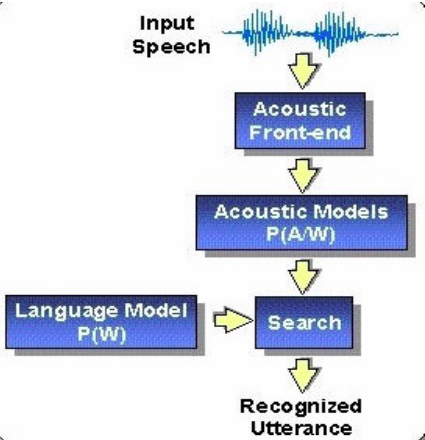 Input
Speech
Acoustic
Front-end
Acoustic Models
P(A/W)
Language Model
P(W)
Search
Recognized
Utterance